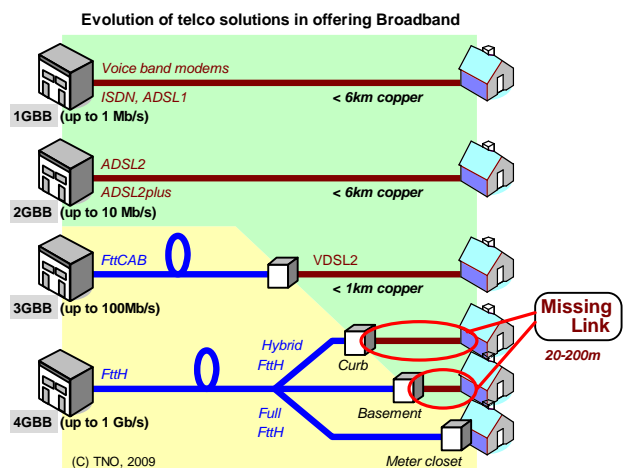 Evolution of telco solutions in offering Broadband
Voice band modems
ISDN, ADSL1
< 6km copper
1GBB (up to 1 Mb/s)
ADSL2
ADSL2plus
< 6km copper
2GBB (up to 10 Mb/s)
FttCAB
VDSL2
< 1km copper
3GBB (up to 100Mb/s)
Missing
Link
20-200m
Hybrid
FttH
Curb
FttH
Basement
4GBB (up to 1 Gb/s)
Full
FttH
Meter closet
(C) TNO, 2009